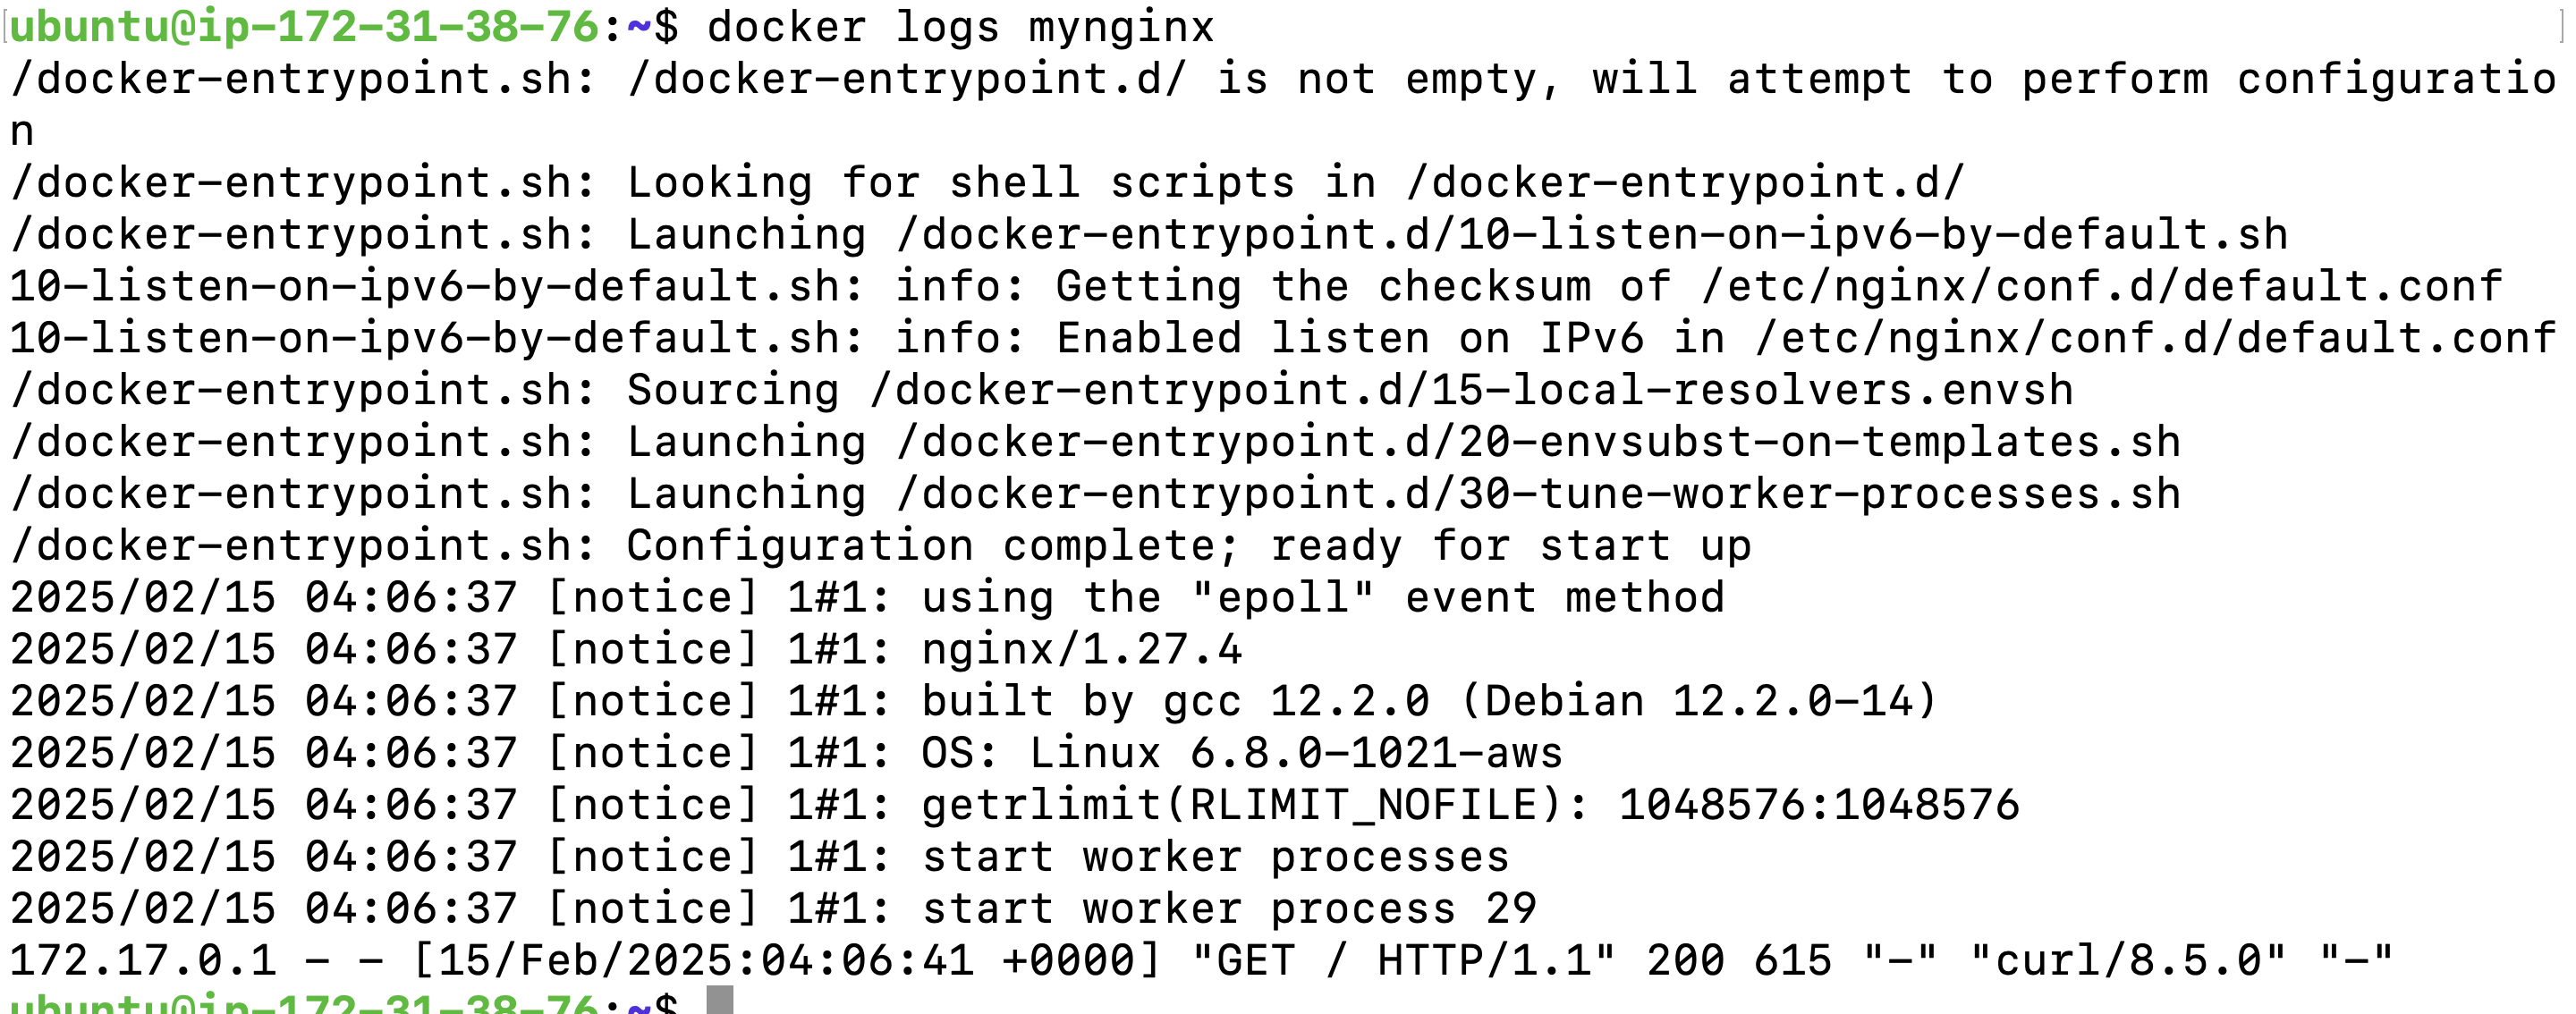 [ubuntu@ip-172-31-38-76:~$ docker logs mynginx ]
/docker-entrypoint.sh: /docker-entrypoint.d/ is not empty, will attempt to perform configuratio
n
/docker-entrypoint.sh: Looking for shell scripts in /docker-entrypoint.d/
/docker-entrypoint.sh: Launching /docker-entrypoint.d/10-listen-on-ipv6-by-default.sh
10-listen-on-ipv6-by-default.sh: info: Getting the checksum of /etc/nginx/conf.d/default.conf
10-listen-on-ipv6-by-default.sh: info: Enabled listen on IPv6 in /etc/nginx/conf.d/default.conf
/docker-entrypoint.sh: Sourcing /docker-entrypoint.d/15-local-resolvers.envsh
/docker-entrypoint.sh: Launching /docker-entrypoint.d/20-envsubst-on-templates.sh
/docker-entrypoint.sh: Launching /docker-entrypoint.d/30-tune-worker-processes.sh
/docker-entrypoint.sh: Configuration complete; ready for start up
2025/02/15 04:06:37 [notice] 1#1: using the "epoll" event method
2025/02/15 04:06:37 [notice] 1#1: nginx/1.27.4
2025/02/15 04:06:37 [notice] 1#1: built by gcc 12.2.0 (Debian 12.2.0-14)
2025/02/15 04:06:37 [notice] 1#1: OS: Linux 6.8.0-1021-aws
2025/02/15 04:06:37 [notice] 1#1: getrlimit(RLIMIT_NOFILE): 1048576:1048576
2025/02/15 04:06:37 [notice] 1#1: start worker processes
2025/02/15 04:06:37 [notice] 1#1: start worker process 29
172.17.0.1 - - [15/Feb/2025:04:06:41 +0000] "GET / HTTP/1.1" 200 615 "-" "curl/8.5.0" "-"
ubuntu@ip-172-31-38-76:~$